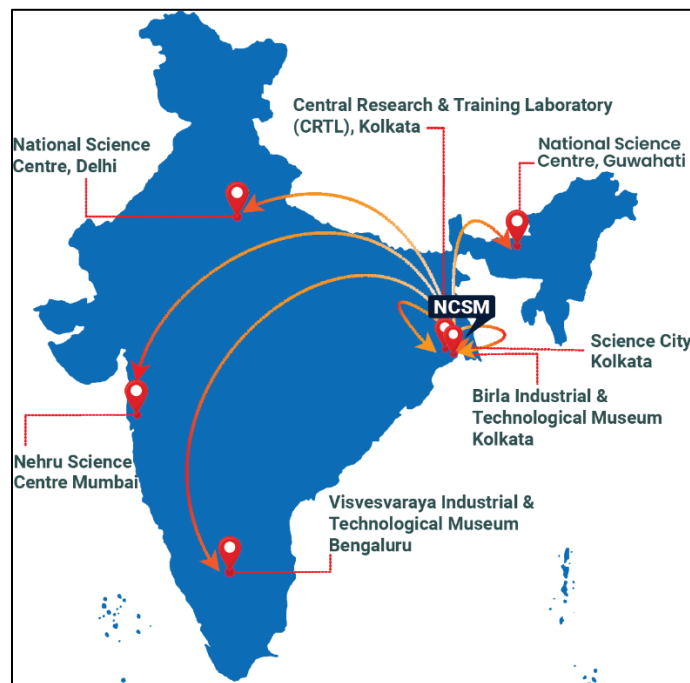 Central Research & Training Laboratory
(CRTL), Kolkata
National Science
Centre, Delhi
National Science
Centre, Guwahati
NCSM
Science City
Kolkata
Birla Industrial &
Technological Museum
Kolkata
Nehru Science
Centre Mumbai
Visvesvaraya Industrial &
Technological Museum
Bengaluru